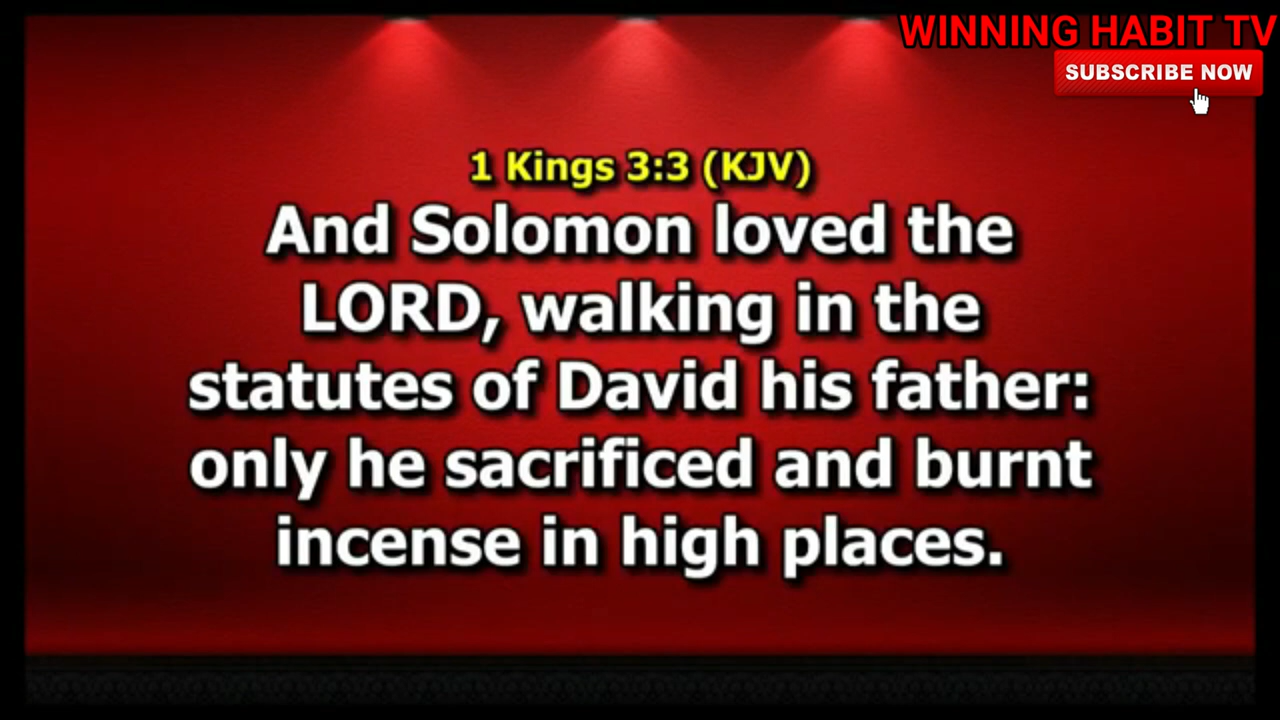 WINNING HABIT TV
SUBSCRIBE NOW
1 Kings 3:3 (KJV)
And Solomon loved the
LORD, walking in the
statutes of David his father:
only he sacrificed and burnt
incense in high places.